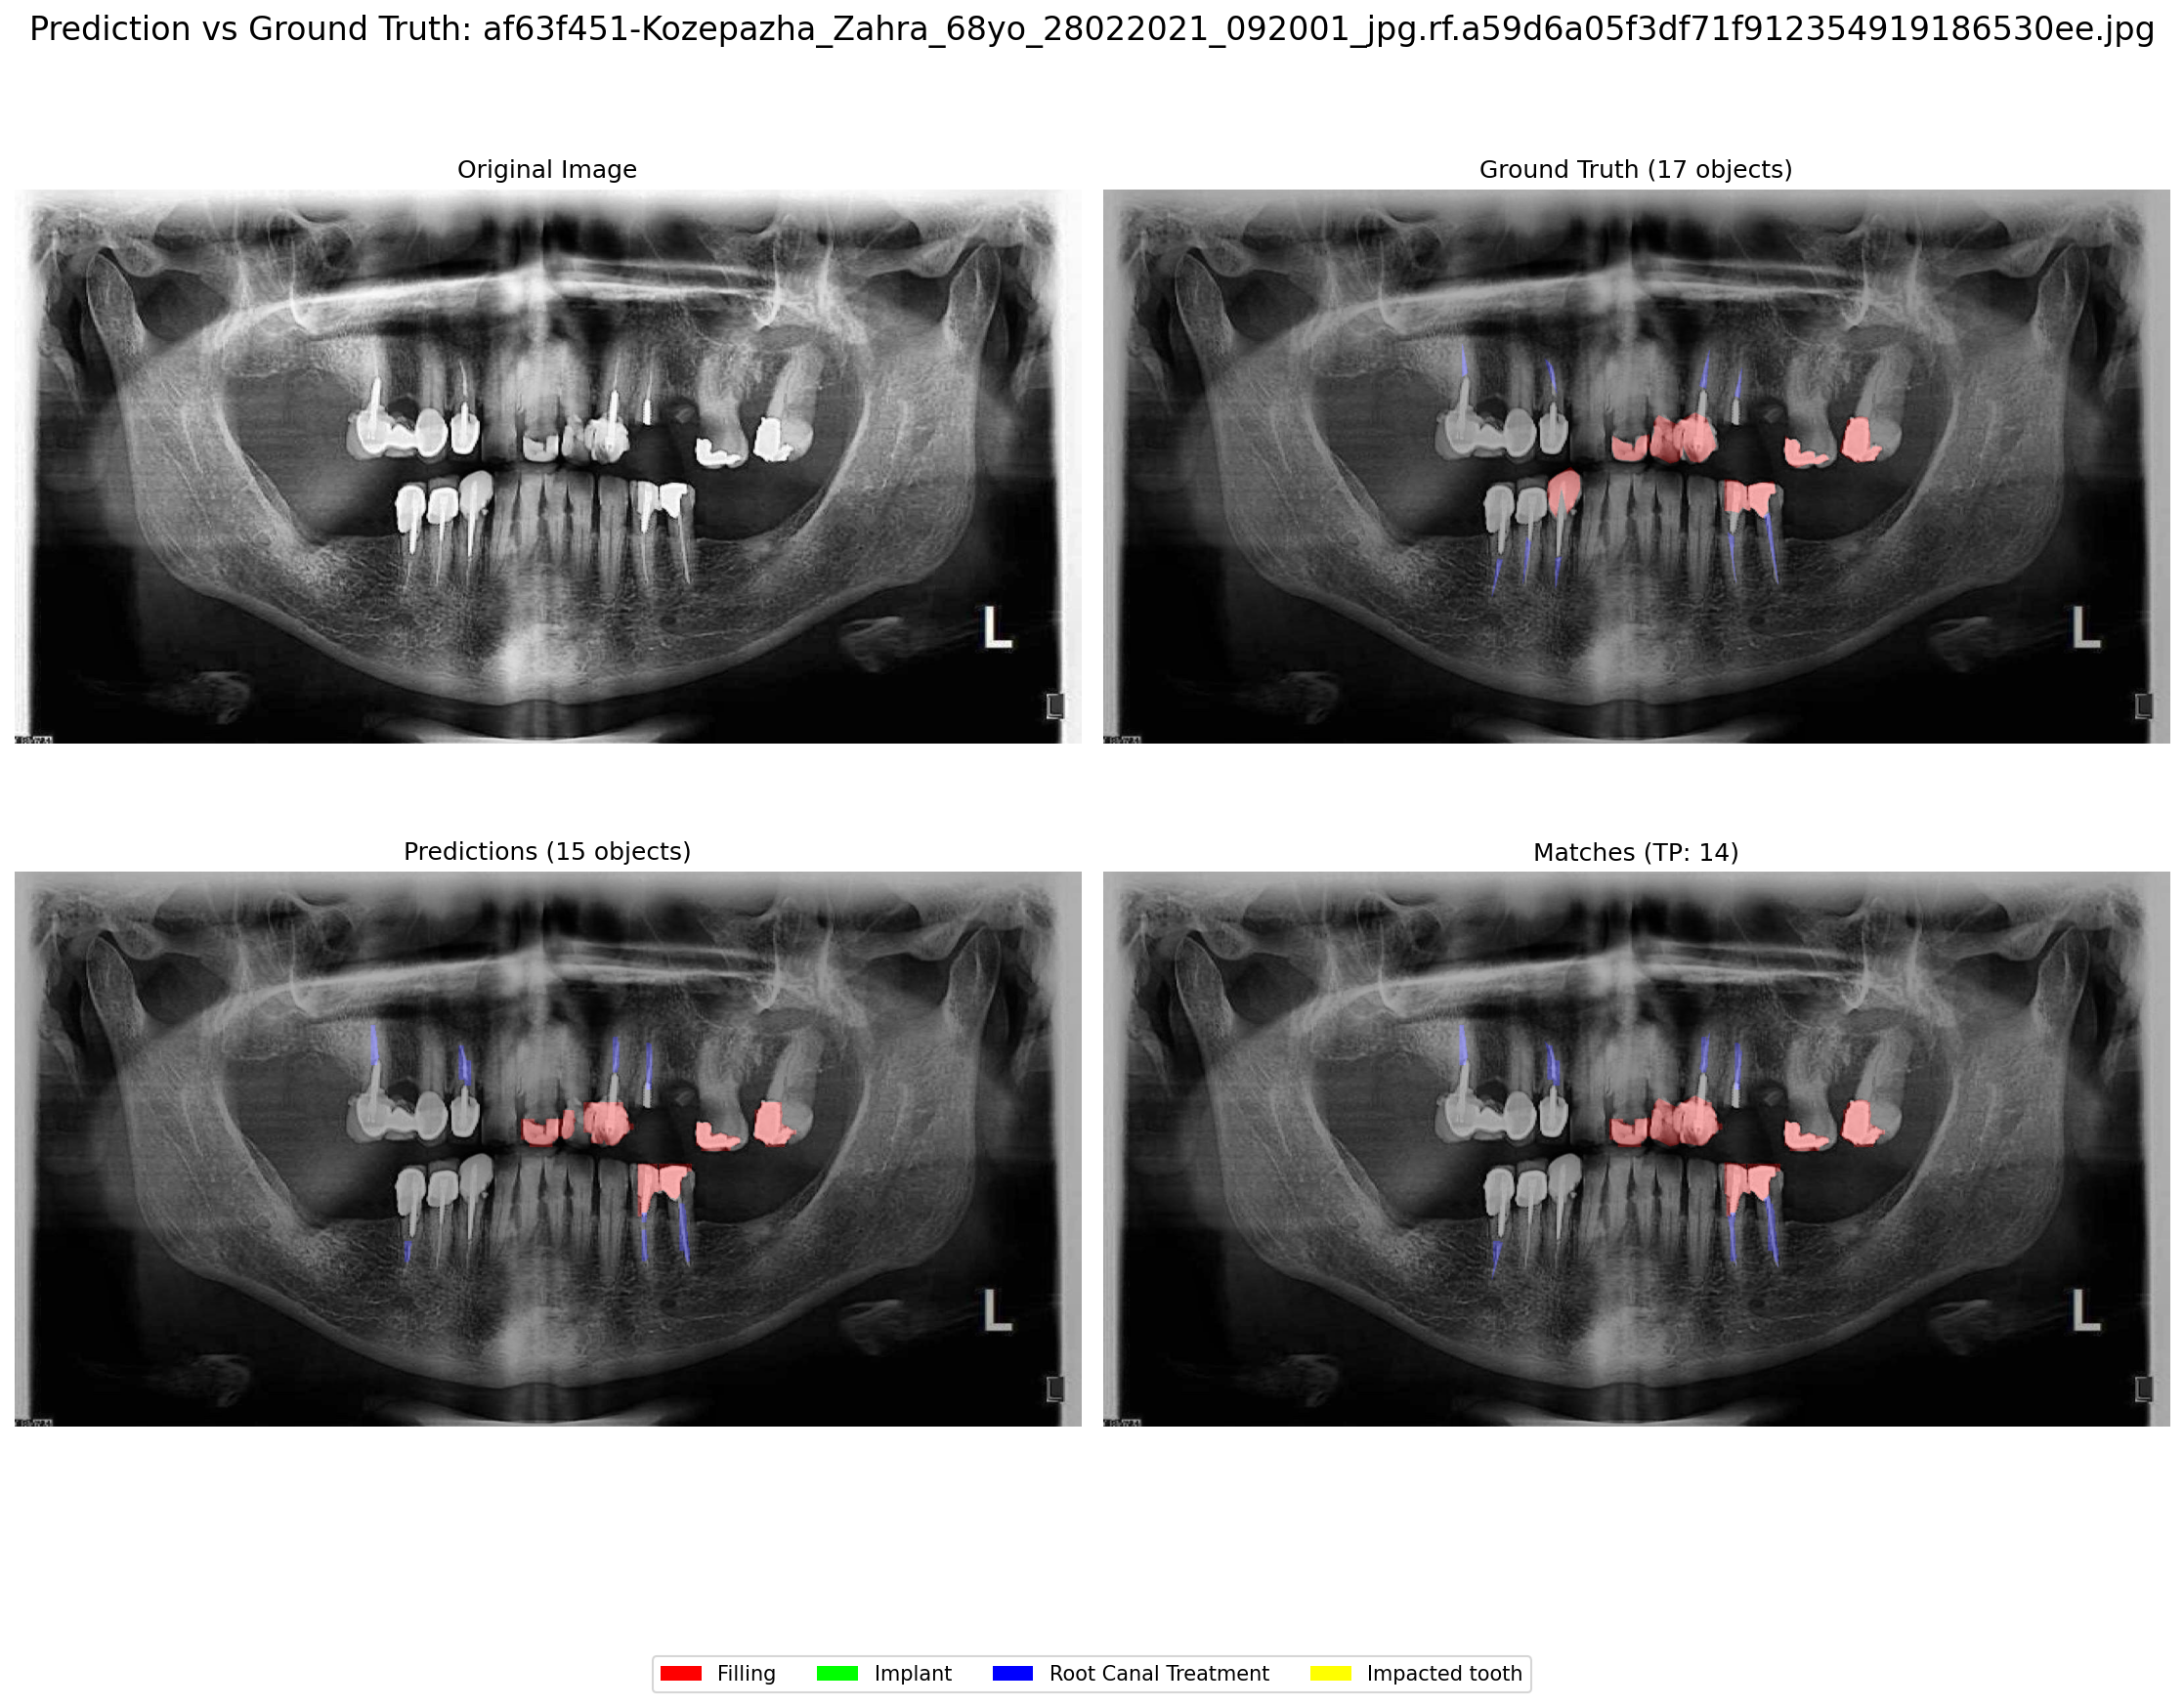 Prediction vs Ground Truth: af63f451-Kozepazha_Zahra_68yo_28022021_092001_jpg.rf.a59d6a05f3df71f912354919186530ee.jpg
Original Image
Ground Truth (17 objects)
L
L
Predictions (15 objects)
Matches (TP: 14)
L
L
Filling
Implant
Root Canal Treatment
Impacted tooth